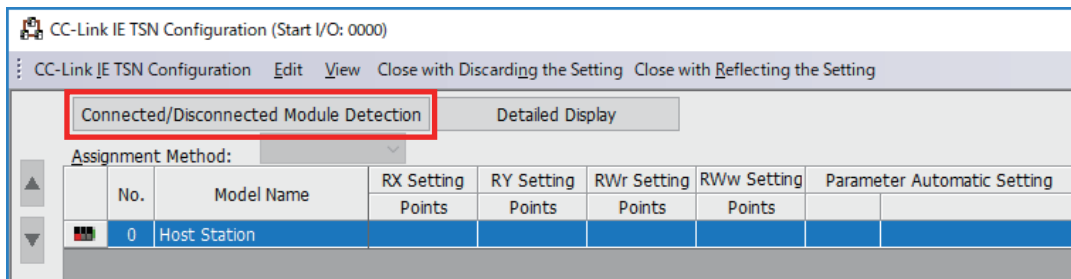 CC-Link IE TSN Configuration (Start I/O: 0000)
CC-Link IE TSN Configuration Edit View Close with Discarding the Setting Close with Reflecting the Setting
Connected/Disconnected Module Detection Detailed Display
Assignment Method:
No. Model Name RX Setting RY Setting RWr Setting RWw Setting Parameter Automatic Setting
Points Points Points Points
0 Host Station